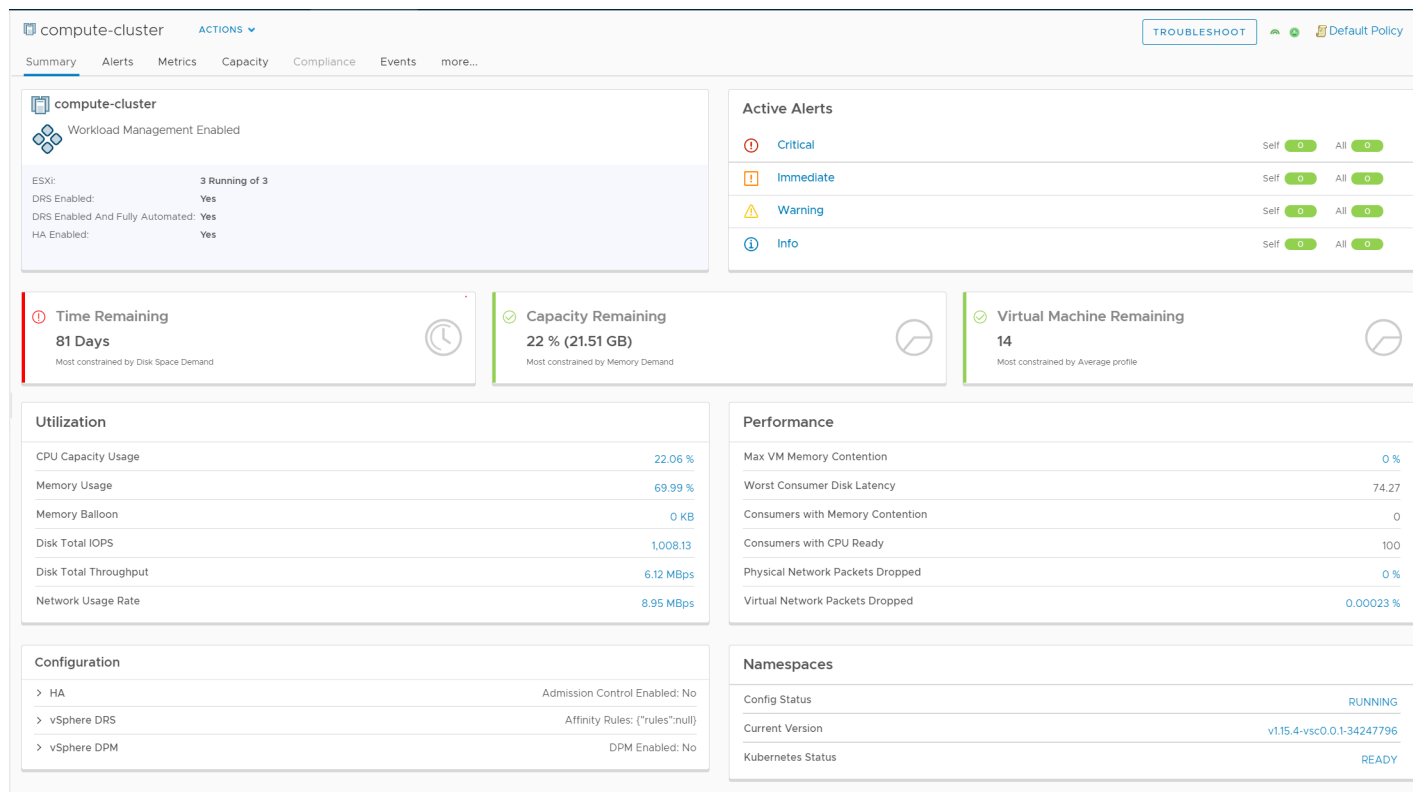 compute-cluster ACTIONS TROUBLESHOOT Default Policy
Summary Alerts Metrics Capacity Compliance Events more...
compute-cluster
Workload Management Enabled
ESXi: 3 Running of 3
DRS Enabled: Yes
DRS Enabled And Fully Automated: Yes
HA Enabled: Yes
Active Alerts
Critical Self 0 All 0
Immediate Self 0 All 0
Warning Self 0 All 0
Info Self 0 All 0
Time Remaining
81 Days
Most constrained by Disk Space Demand
Capacity Remaining
22 % (21.51 GB)
Most constrained by Memory Demand
Virtual Machine Remaining
14
Most constrained by Average profile
Utilization
CPU Capacity Usage 22.06 %
Memory Usage 69.99 %
Memory Balloon 0 KB
Disk Total IOPS 1,008.13
Disk Total Throughput 6.12 MBps
Network Usage Rate 8.95 MBps
Performance
Max VM Memory Contention 0 %
Worst Consumer Disk Latency 74.27
Consumers with Memory Contention 0
Consumers with CPU Ready 100
Physical Network Packets Dropped 0 %
Virtual Network Packets Dropped 0.00023 %
Configuration
> HA Admission Control Enabled: No
> vSphere DRS Affinity Rules: {"rules":null}
> vSphere DPM DPM Enabled: No
Namespaces
Config Status RUNNING
Current Version v1.15.4-vsc0.0.1-34247796
Kubernetes Status READY